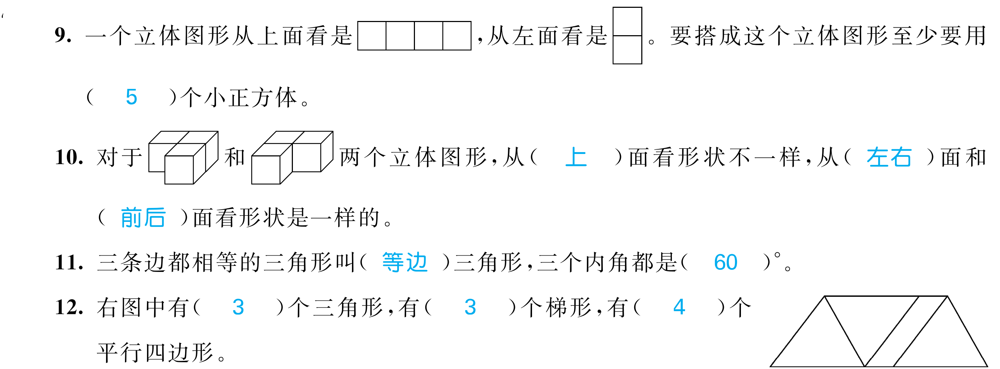 9. 一个立体图形从上面看是 ,从左面看是 。要搭成这个立体图形至少要用
( 5 )个小正方体。
10. 对于 和 两个立体图形,从( 上 )面看形状不一样,从( 左右 )面和
( 前后 )面看形状是一样的。
11. 三条边都相等的三角形叫( 等边 )三角形,三个内角都是( 60 )°。
12. 右图中有( 3 )个三角形,有( 3 )个梯形,有( 4 )个
平行四边形。